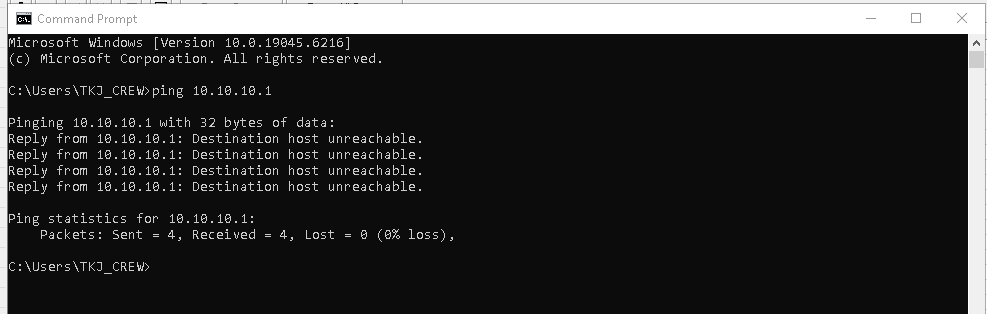 Command Prompt
Microsoft Windows [Version 10.0.19045.6216]
(c) Microsoft Corporation. All rights reserved.
C:\Users\TKJ_CREW>ping 10.10.10.1
Pinging 10.10.10.1 with 32 bytes of data:
Reply from 10.10.10.1: Destination host unreachable.
Reply from 10.10.10.1: Destination host unreachable.
Reply from 10.10.10.1: Destination host unreachable.
Reply from 10.10.10.1: Destination host unreachable.
Ping statistics for 10.10.10.1:
    Packets: Sent = 4, Received = 4, Lost = 0 (0% loss),
C:\Users\TKJ_CREW>